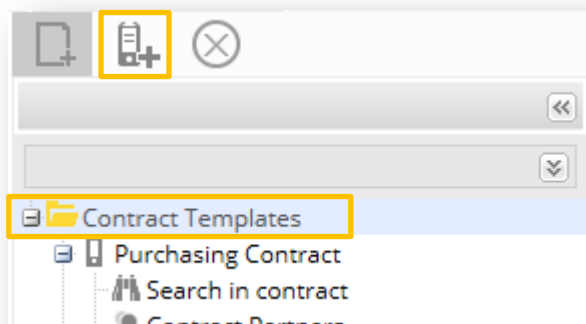 Contract Templates
Purchasing Contract
Search in contract
Contract Partners